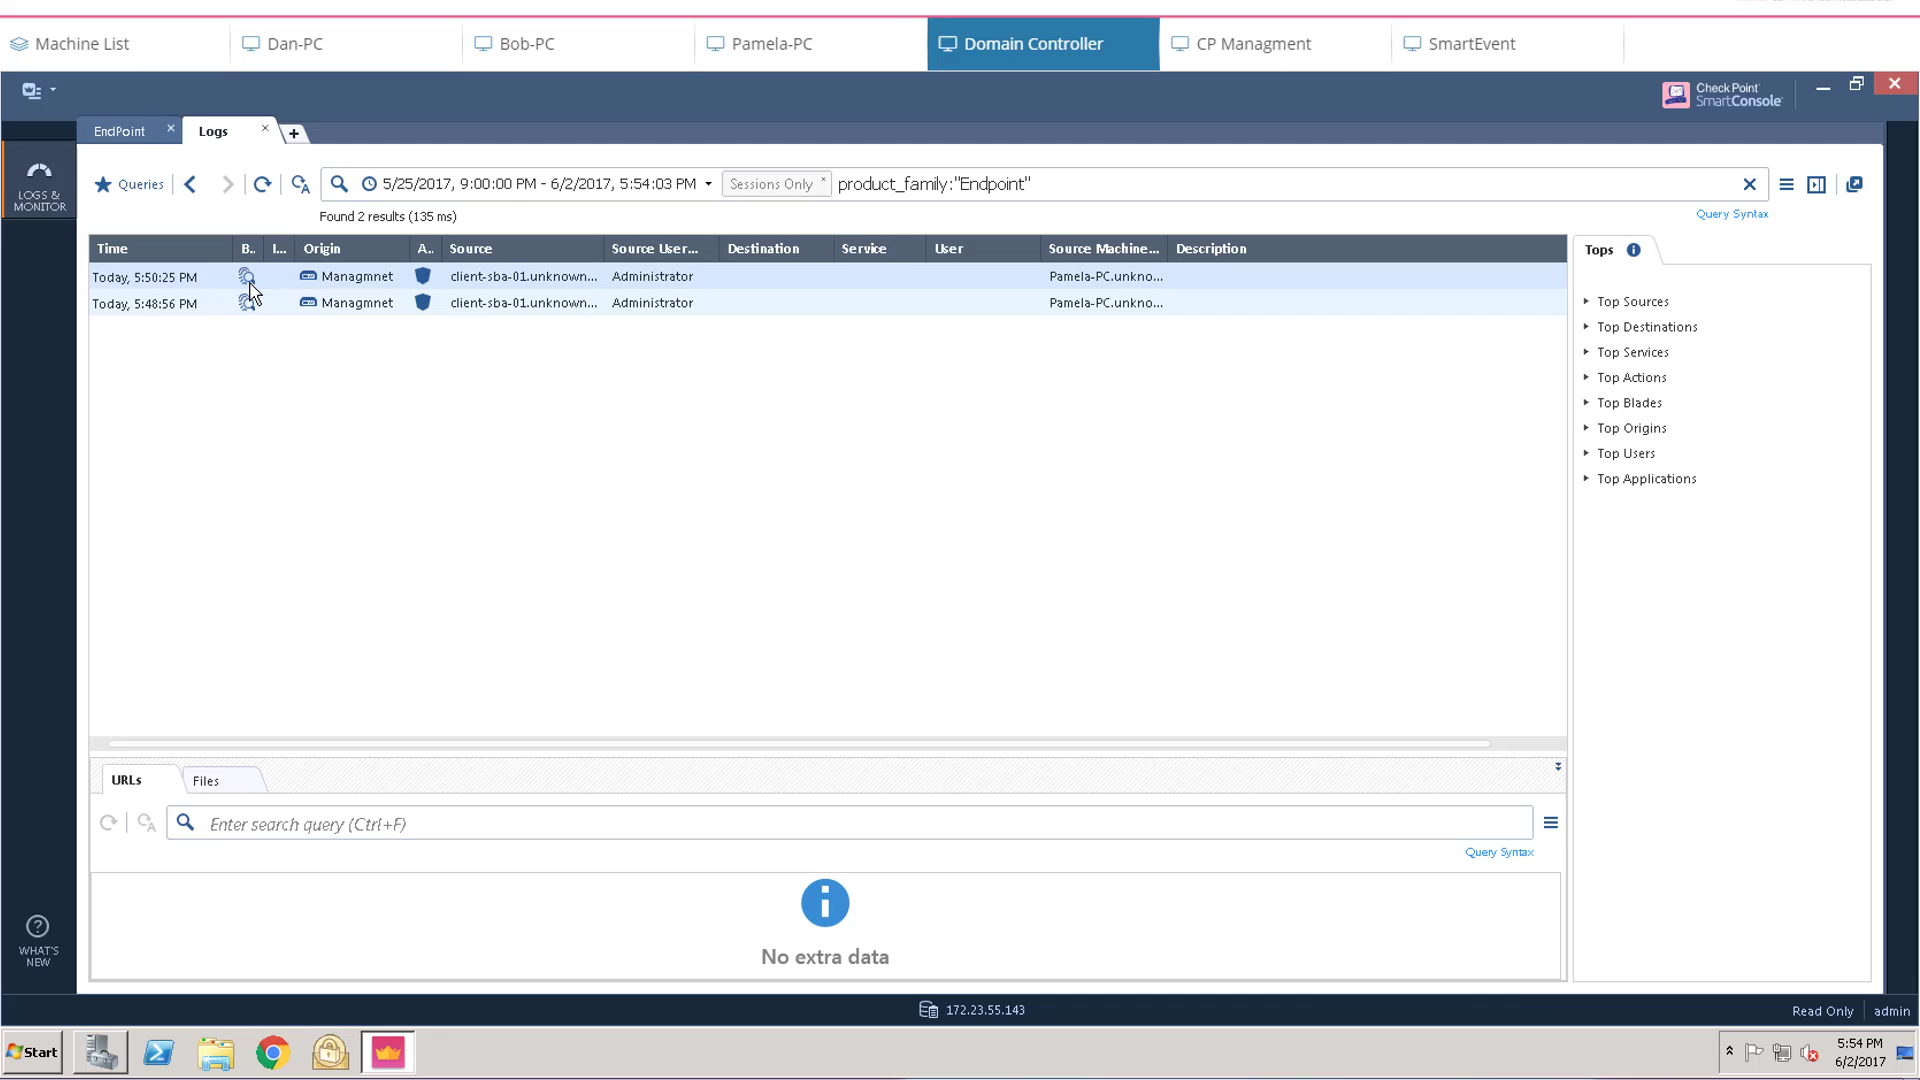 Machine List
Dan-PC
Bob-PC
Pamela-PC
Domain Controller
CP Managment
SmartEvent
Check Point
SmartConsole
EndPoint
Logs
LOGS &
MONITOR
Queries
5/25/2017, 9:00:00 PM - 6/2/2017, 5:54:03 PM
Sessions Only
product_family:"Endpoint"
Found 2 results (135 ms)
Query Syntax
Time B.. I... Origin A.. Source Source User... Destination Service User Source Machine... Description
Today, 5:50:25 PM Managmnet client-sba-01.unknown... Administrator Pamela-PC.unkno...
Today, 5:48:56 PM Managmnet client-sba-01.unknown... Administrator Pamela-PC.unkno...
Tops
Top Sources
Top Destinations
Top Services
Top Actions
Top Blades
Top Origins
Top Users
Top Applications
URLs
Files
Enter search query (Ctrl+F)
Query Syntax
No extra data
WHAT'S
NEW
172.23.55.143
Read Only
admin
Start
5:54 PM
6/2/2017